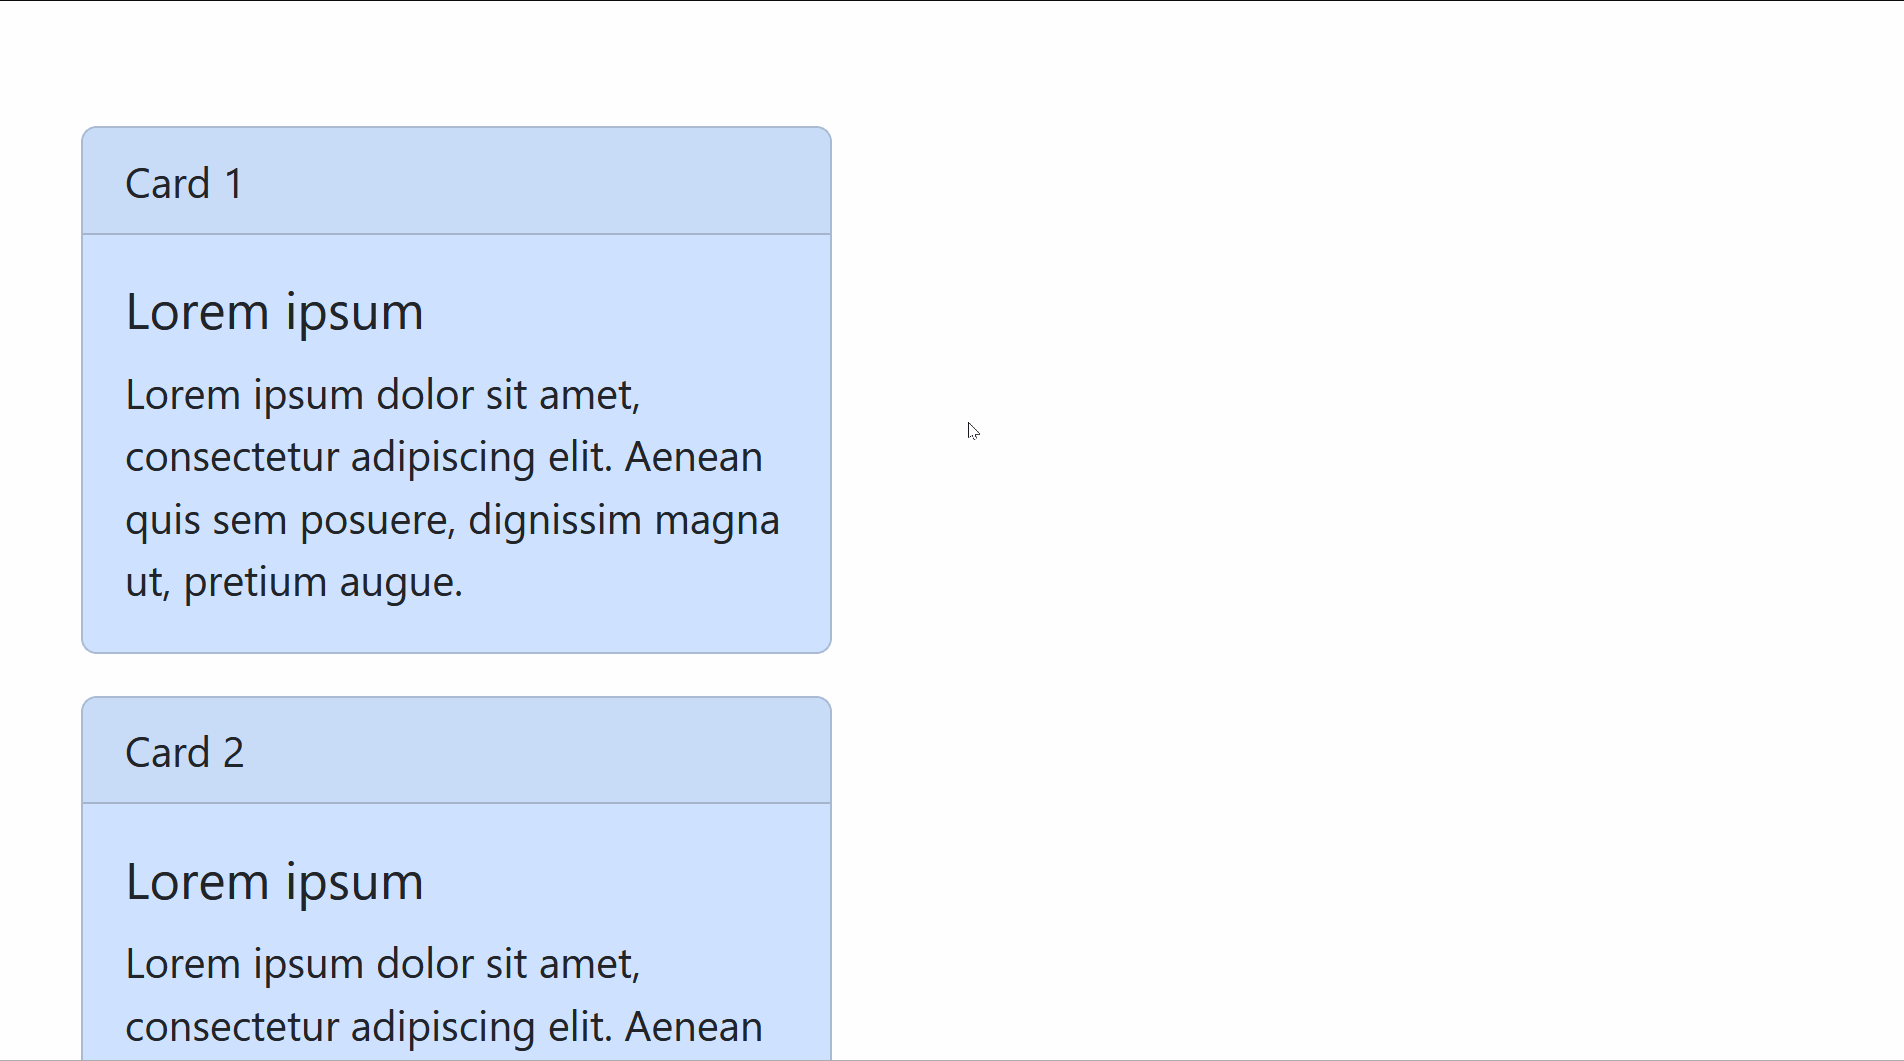 Card 1
Lorem ipsum
Lorem ipsum dolor sit amet,
consectetur adipiscing elit. Aenean
quis sem posuere, dignissim magna
ut, pretium augue.
Card 2
Lorem ipsum
Lorem ipsum dolor sit amet,
consectetur adipiscing elit. Aenean